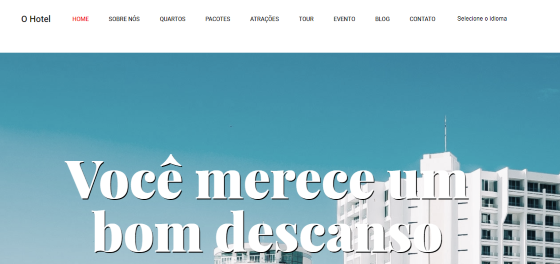 O Hotel HOME SOBRE NÓS QUARTOS PACOTES ATRAÇÕES TOUR EVENTO BLOG CONTATO Selecione o idioma
Você merece um
bom descanso